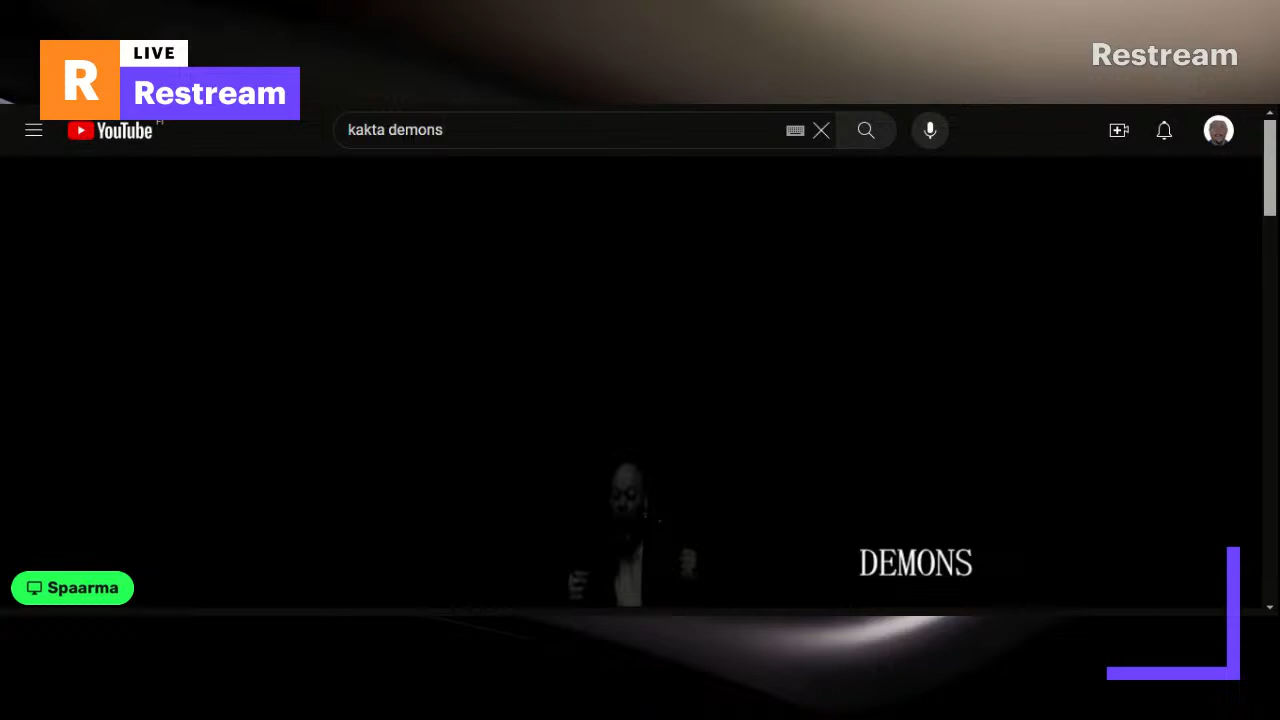 R
LIVE
Restream
Restream
YouTube
FI
kakta demons
DEMONS
Spaarma